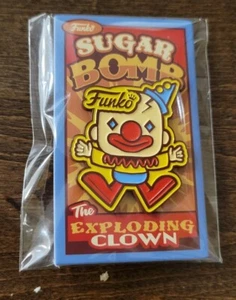 Funko
SUGAR
BOMB
Funko
The
EXPLODING
CLOWN